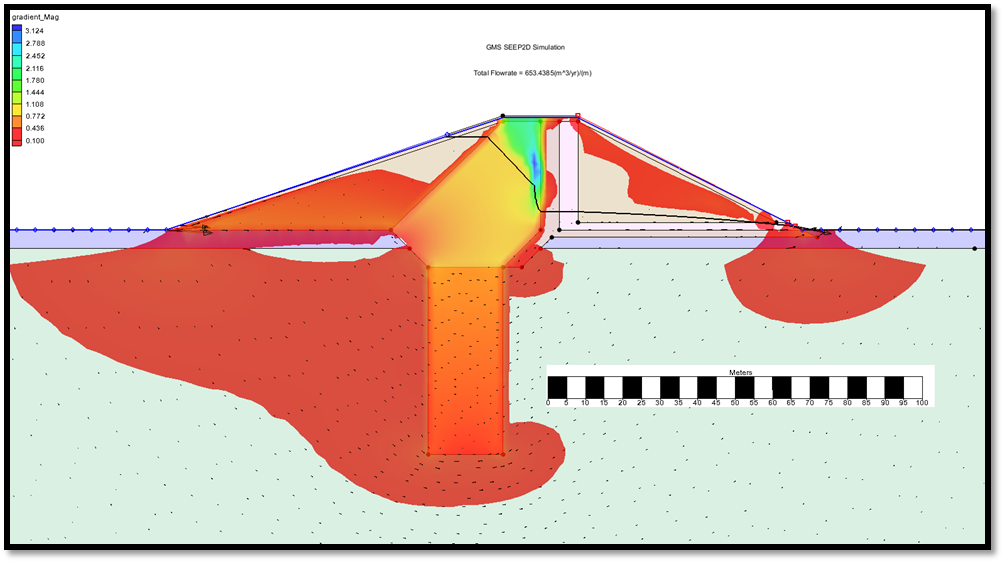 gradient_Mag
3.124
2.788
2.452
2.116
1.780
1.444
1.108
0.772
0.436
0.100
GMS SEEP2D Simulation
Total Flowrate = 653.4385(m^3/yr)/(m)
Meters
0 5 10 15 20 25 30 35 40 45 50 55 60 65 70 75 80 85 90 95 100